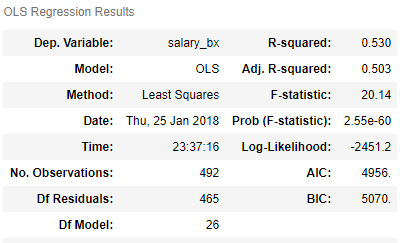 OLS Regression Results
Dep. Variable: salary_bx R-squared: 0.530
Model: OLS Adj. R-squared: 0.503
Method: Least Squares F-statistic: 20.14
Date: Thu, 25 Jan 2018 Prob (F-statistic): 2.55e-60
Time: 23:37:16 Log-Likelihood: -2451.2
No. Observations: 492 AIC: 4956.
Df Residuals: 465 BIC: 5070.
Df Model: 26